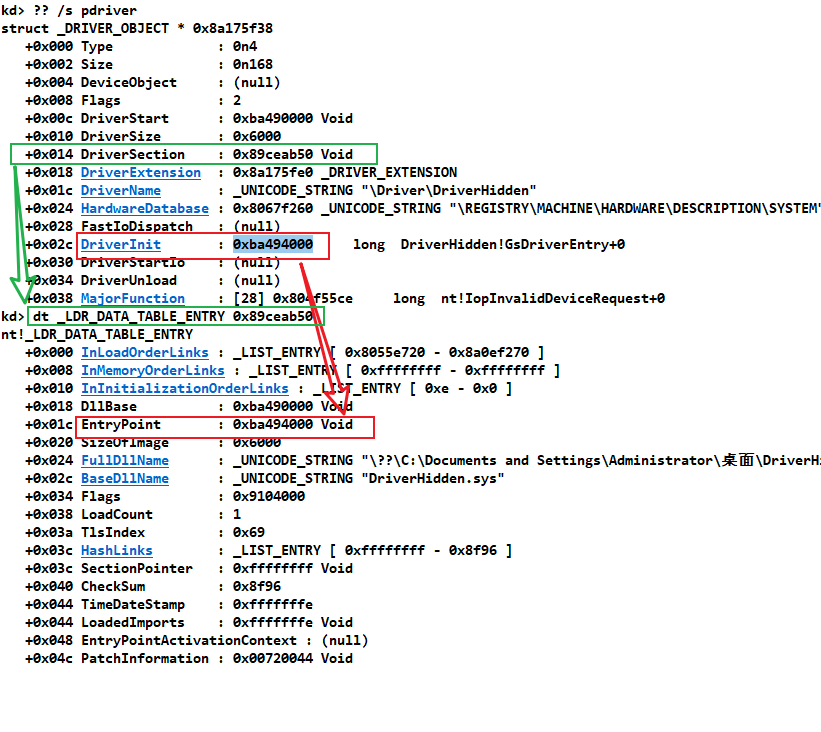 kd> ?? /s pdriver
struct _DRIVER_OBJECT * 0x8a175f38
+0x000 Type : 0n4
+0x002 Size : 0n168
+0x004 DeviceObject : (null)
+0x008 Flags : 2
+0x00c DriverStart : 0xba490000 Void
+0x010 DriverSize : 0x6000
+0x014 DriverSection : 0x89ceab50 Void
+0x018 DriverExtension : 0x8a175fe0 _DRIVER_EXTENSION
+0x01c DriverName : _UNICODE_STRING "\Driver\DriverHidden"
+0x024 HardwareDatabase : 0x8067f260 _UNICODE_STRING "\REGISTRY\MACHINE\HARDWARE\DESCRIPTION\SYSTEM"
+0x028 FastIoDispatch : (null)
+0x02c DriverInit : 0xba494000 long DriverHidden!GsDriverEntry+0
+0x030 DriverStartIo : (null)
+0x034 DriverUnload : (null)
+0x038 MajorFunction : [28] 0x804f55ce long nt!IopInvalidDeviceRequest+0
kd> dt _LDR_DATA_TABLE_ENTRY 0x89ceab50
nt!_LDR_DATA_TABLE_ENTRY
+0x000 InLoadOrderLinks : _LIST_ENTRY [ 0x8055e720 - 0x8a0ef270 ]
+0x008 InMemoryOrderLinks : _LIST_ENTRY [ 0xffffffff - 0xffffffff ]
+0x010 InInitializationOrderLinks : _LIST_ENTRY [ 0xe - 0x0 ]
+0x018 DllBase : 0xba490000 Void
+0x01c EntryPoint : 0xba494000 Void
+0x020 SizeOfImage : 0x6000
+0x024 FullDllName : _UNICODE_STRING "\??\C:\Documents and Settings\Administrator\桌面\DriverHi
+0x02c BaseDllName : _UNICODE_STRING "DriverHidden.sys"
+0x034 Flags : 0x9104000
+0x038 LoadCount : 1
+0x03a TlsIndex : 0x69
+0x03c HashLinks : _LIST_ENTRY [ 0xffffffff - 0x8f96 ]
+0x03c SectionPointer : 0xffffffff Void
+0x040 CheckSum : 0x8f96
+0x044 TimeDateStamp : 0xfffffffe
+0x044 LoadedImports : 0xfffffffe Void
+0x048 EntryPointActivationContext : (null)
+0x04c PatchInformation : 0x00720044 Void